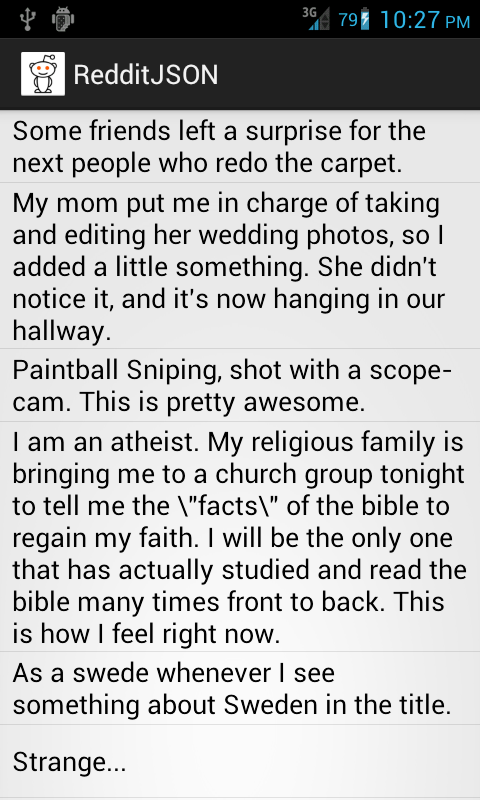 3G 79 10:27 PM
RedditJSON
Some friends left a surprise for the
next people who redo the carpet.
My mom put me in charge of taking
and editing her wedding photos, so I
added a little something. She didn't
notice it, and it's now hanging in our
hallway.
Paintball Sniping, shot with a scope-
cam. This is pretty awesome.
I am an atheist. My religious family is
bringing me to a church group tonight
to tell me the \"facts\" of the bible to
regain my faith. I will be the only one
that has actually studied and read the
bible many times front to back. This
is how I feel right now.
As a swede whenever I see
something about Sweden in the title.
Strange...